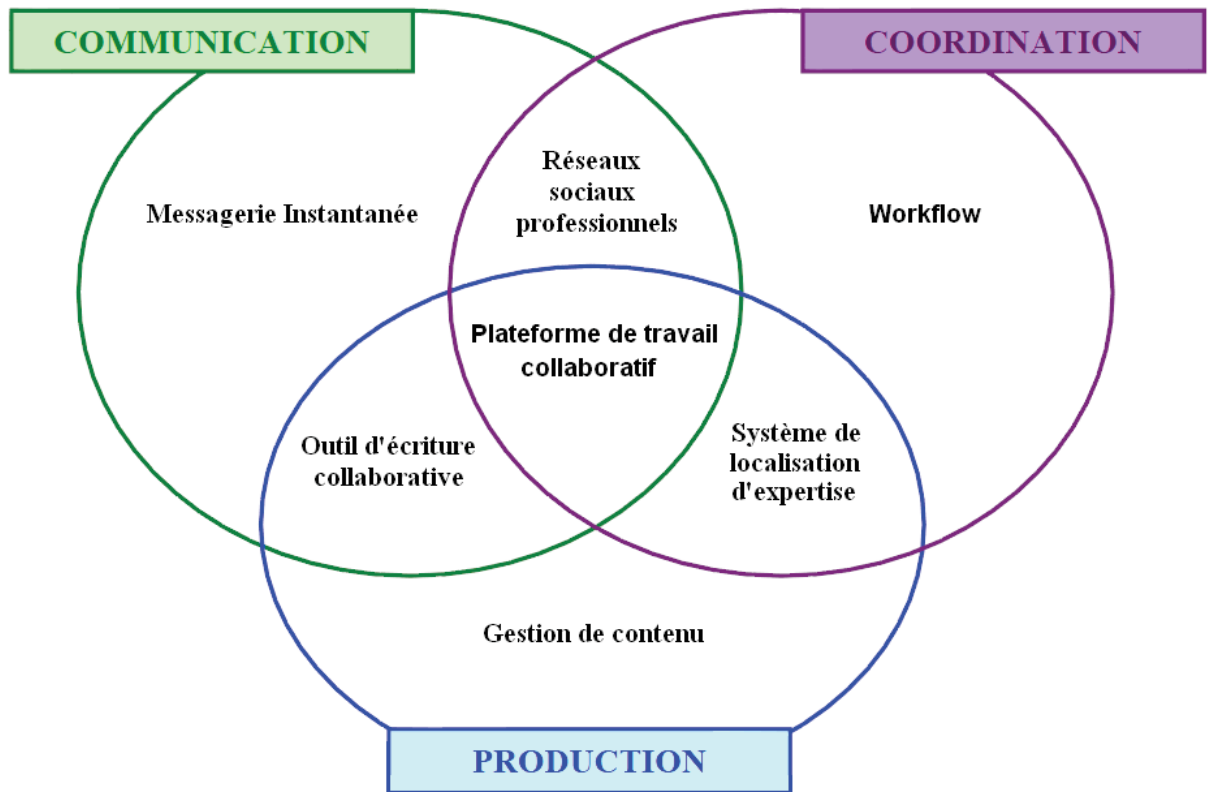 COMMUNICATION
COORDINATION
Réseaux
sociaux
professionnels
Messagerie Instantanée
Workflow
Plateforme de travail
collaboratif
Outil d'écriture
collaborative
Système de
localisation
d'expertise
Gestion de contenu
PRODUCTION